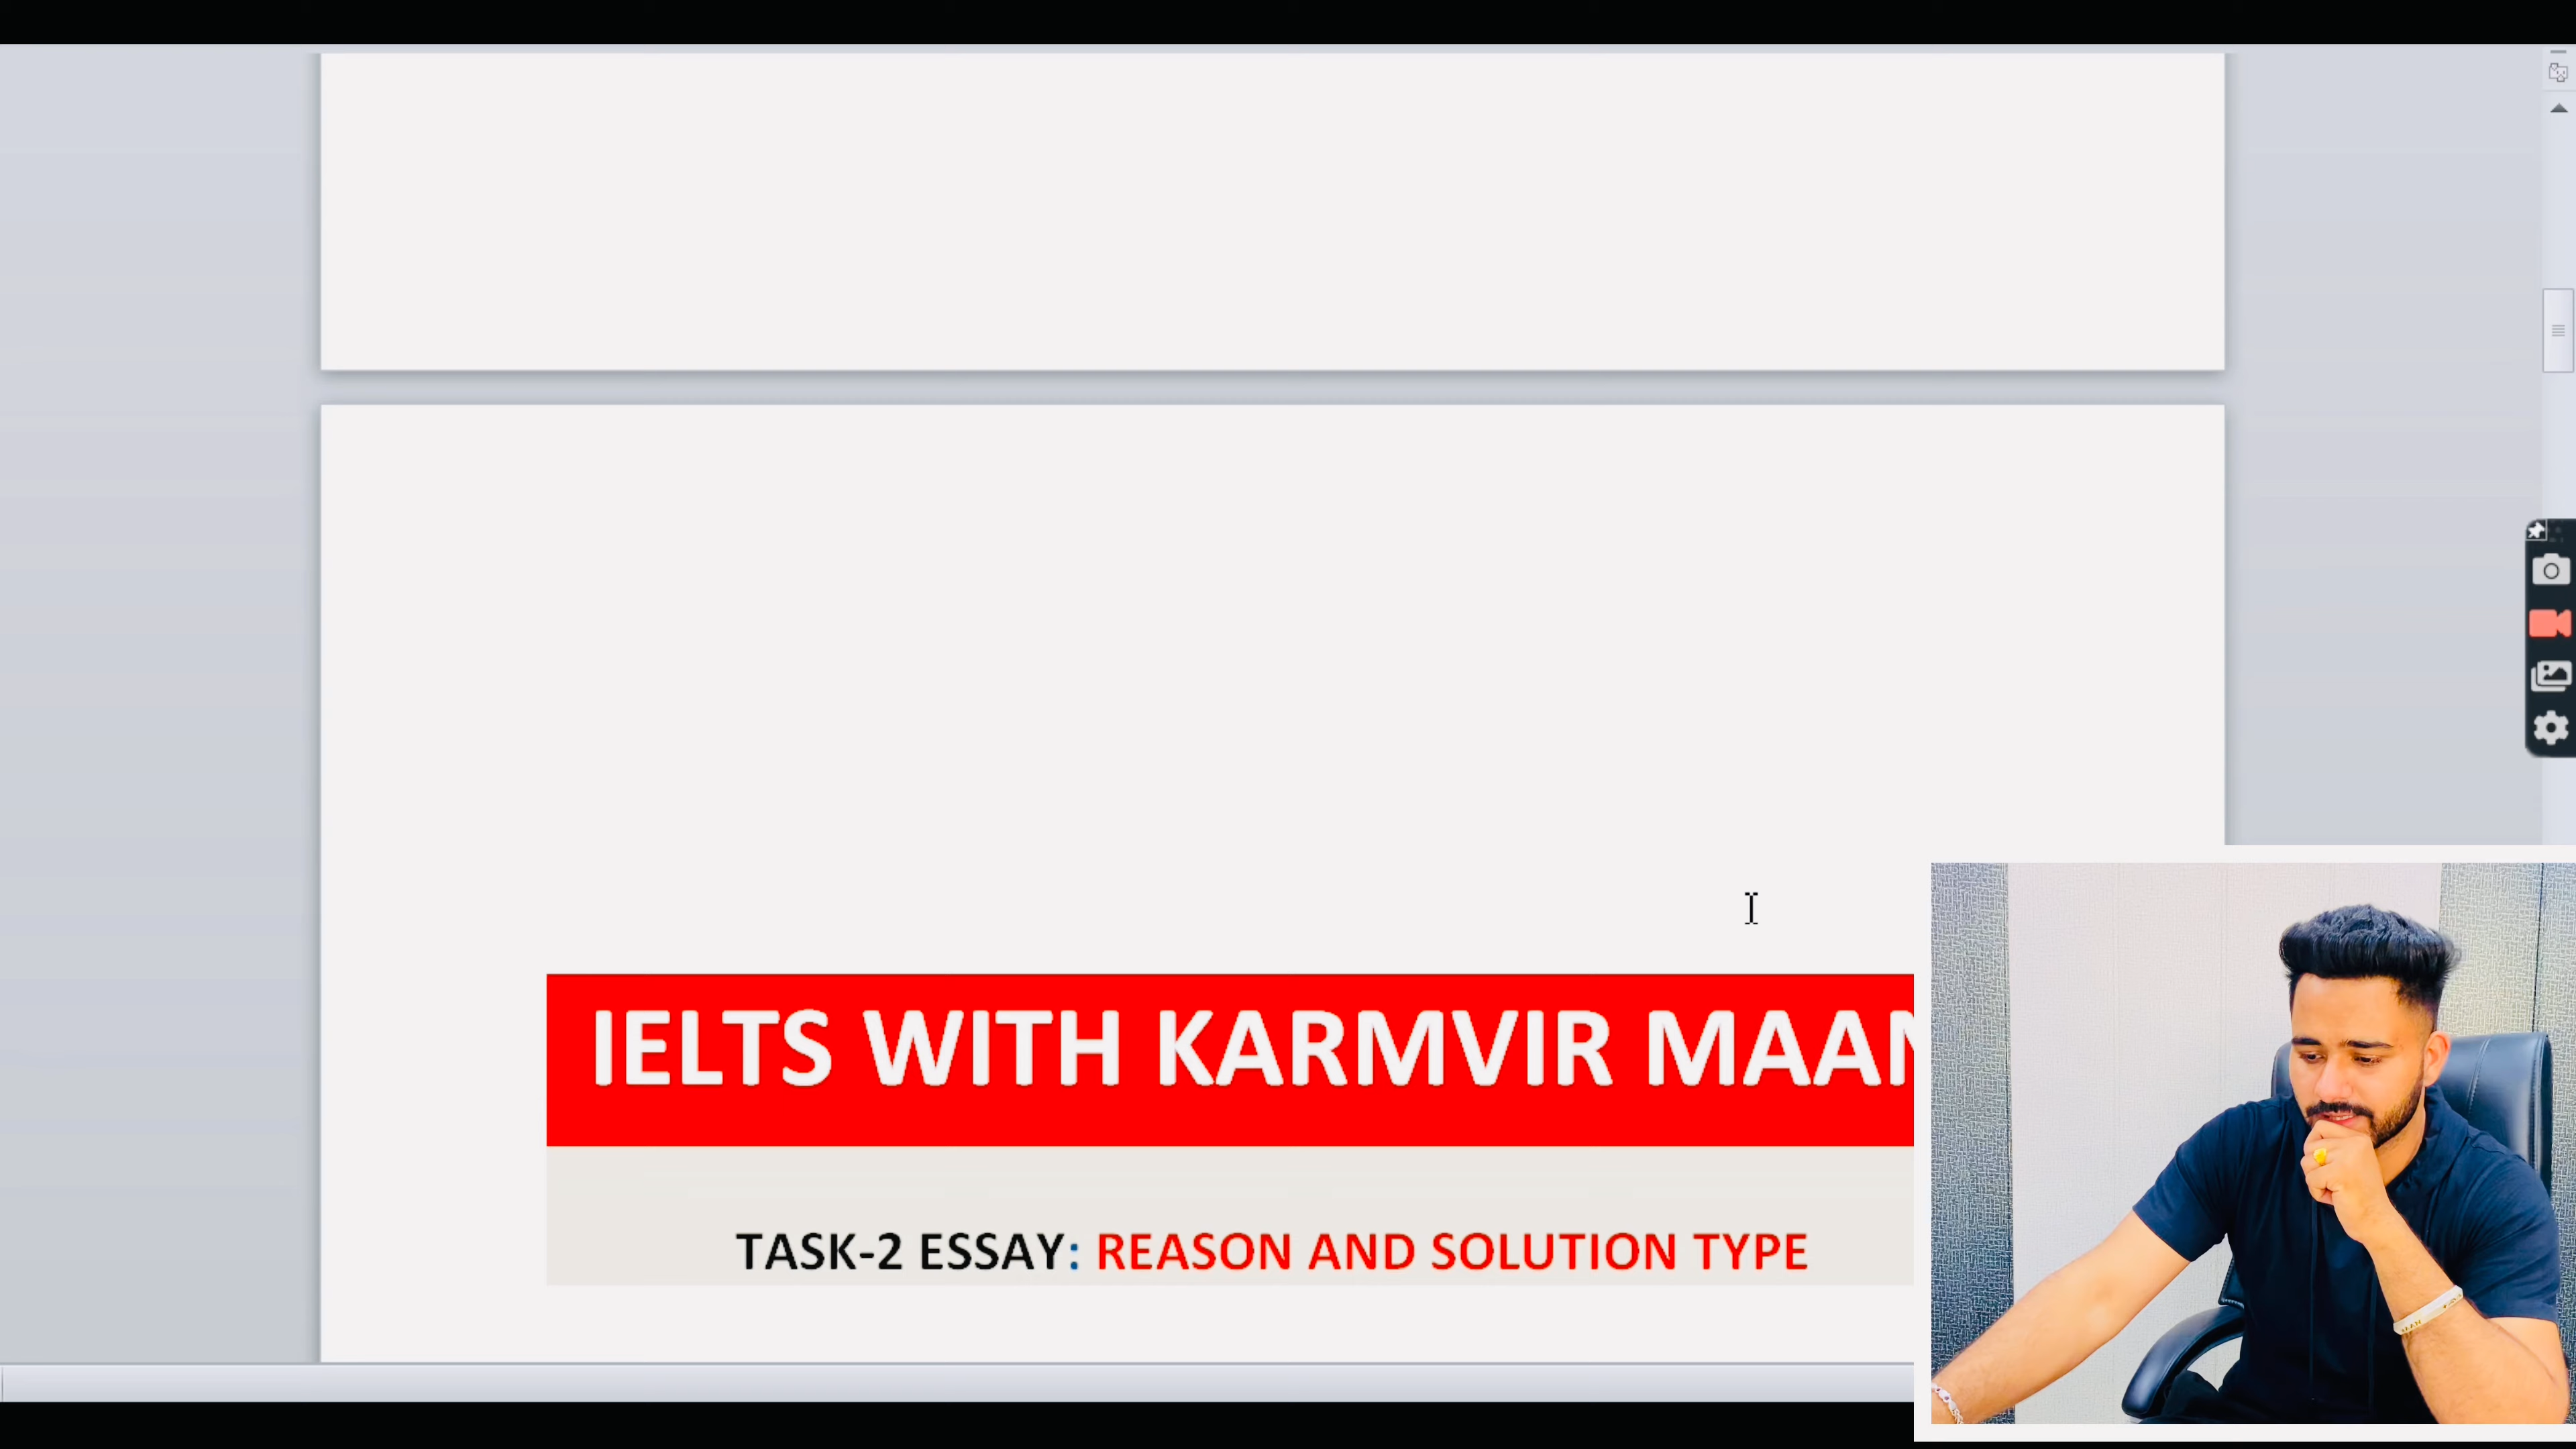 IELTS WITH KARMVIR MAAN
TASK-2 ESSAY: REASON AND SOLUTION TYPE